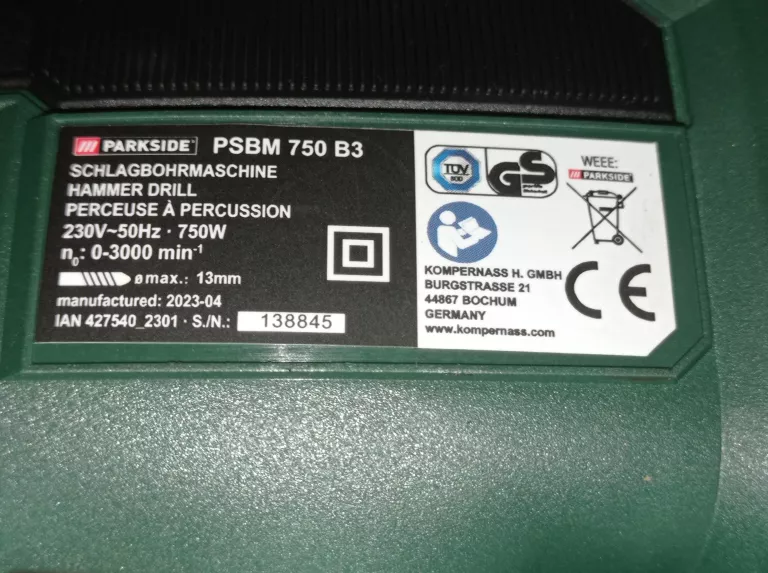 PARKSIDE PSBM 750 B3
SCHLAGBOHRMASCHINE
HAMMER DRILL
PERCEUSE À PERCUSSION
230V~50Hz · 750W
n₀: 0-3000 min⁻¹
ø max.: 13mm
manufactured: 2023-04
IAN 427540_2301 · S./N.: 138845
TÜV
SÜD
GS
WEEE:
PARKSIDE
KOMPERNASS H. GMBH
BURGSTRASSE 21
44867 BOCHUM
GERMANY
www.kompernass.com
CE